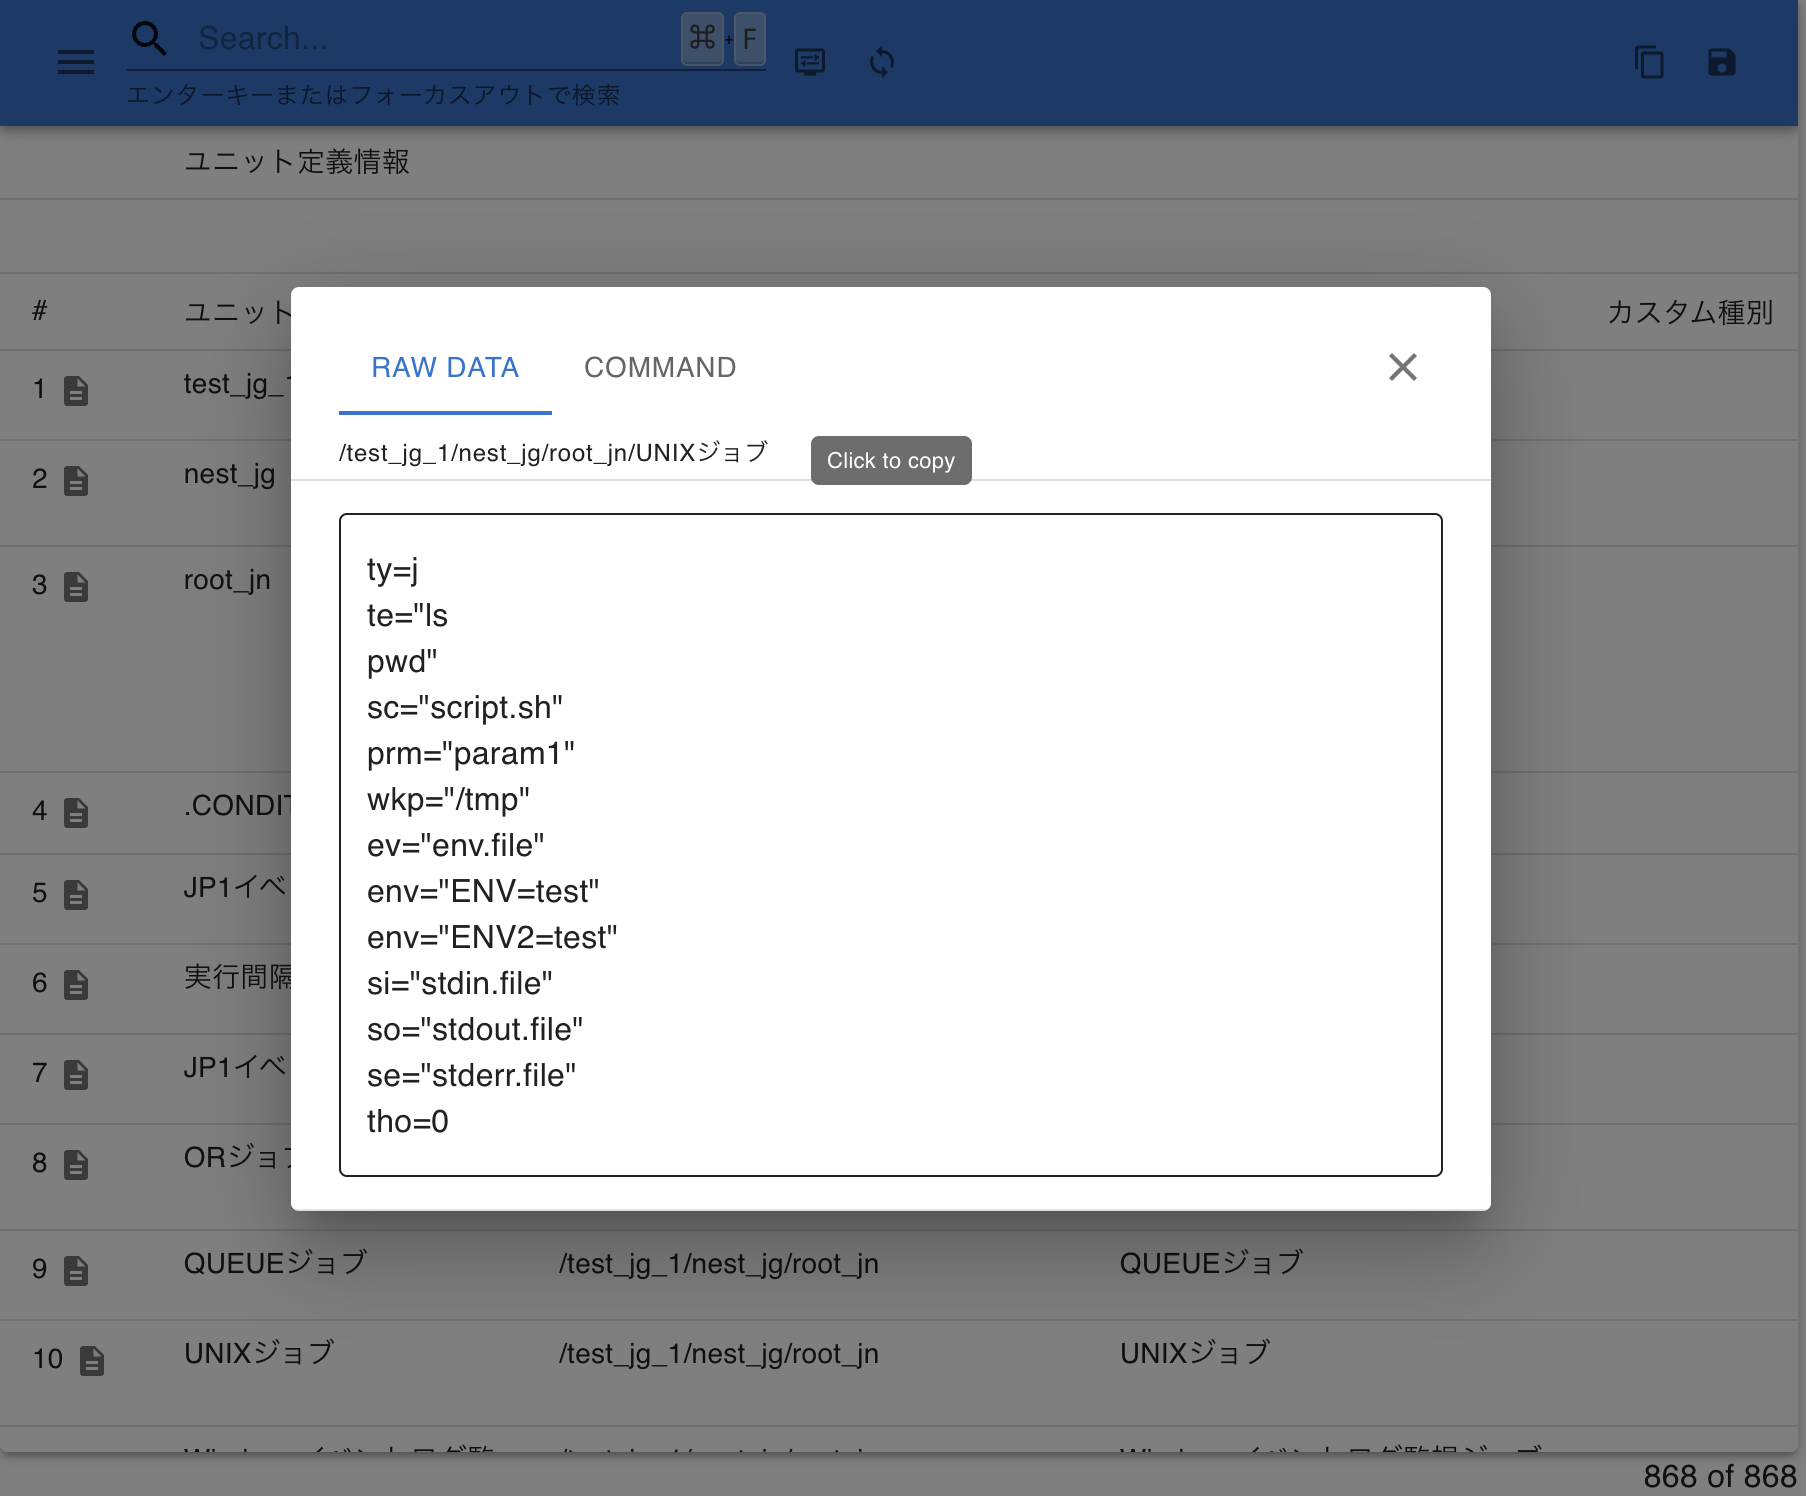 Search...
⌘ + F
エンターキーまたはフォーカスアウトで検索
ユニット定義情報
# ユニット カスタム種別
1 test_jg_1
2 nest_jg
3 root_jn
4 .CONDIT
5 JP1イベ
6 実行間隔
7 JP1イベ
8 ORジョブ
9 QUEUEジョブ /test_jg_1/nest_jg/root_jn QUEUEジョブ
10 UNIXジョブ /test_jg_1/nest_jg/root_jn UNIXジョブ
868 of 868
RAW DATA COMMAND
/test_jg_1/nest_jg/root_jn/UNIXジョブ
Click to copy
ty=j
te="ls
pwd"
sc="script.sh"
prm="param1"
wkp="/tmp"
ev="env.file"
env="ENV=test"
env="ENV2=test"
si="stdin.file"
so="stdout.file"
se="stderr.file"
tho=0